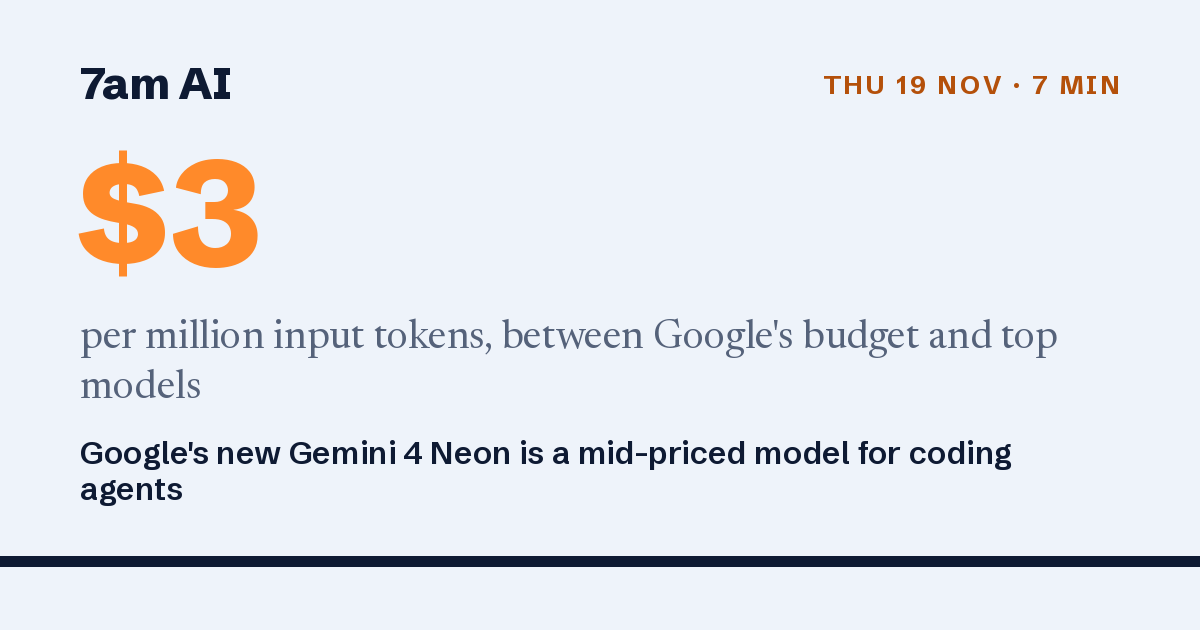 7am AI
THU 19 NOV · 7 MIN
$3
per million input tokens, between Google's budget and top
models
Google's new Gemini 4 Neon is a mid-priced model for coding
agents